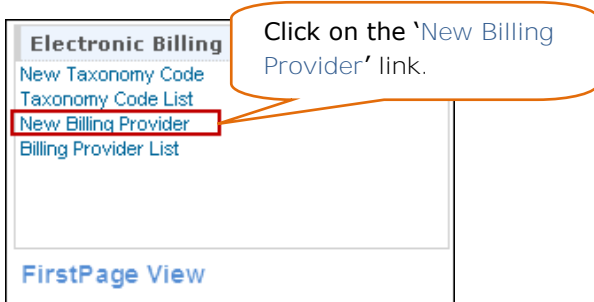 Electronic Billing
Click on the ‘New Billing
Provider’ link.
New Taxonomy Code
Taxonomy Code List
New Billing Provider
Billing Provider List
FirstPage View